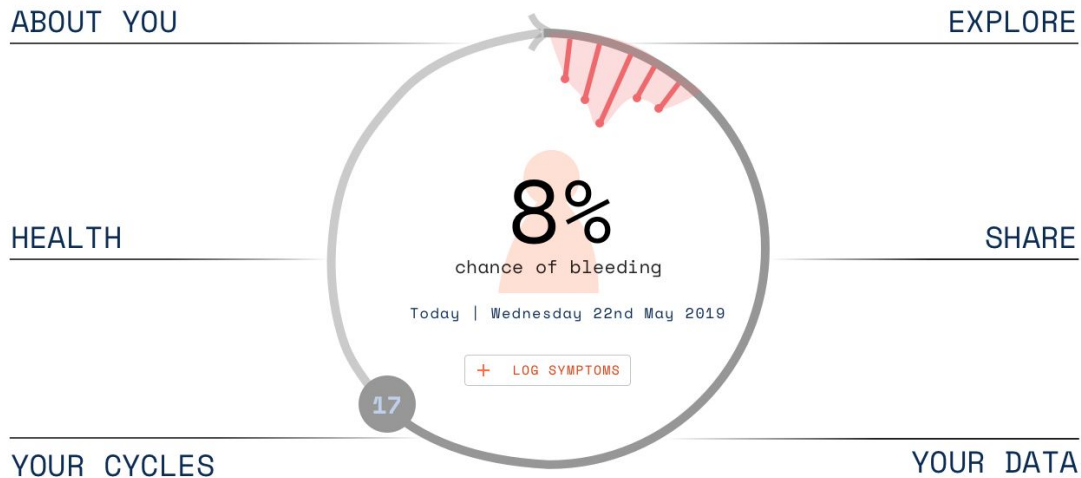 ABOUT YOU
EXPLORE
8%
chance of bleeding
HEALTH
SHARE
Today | Wednesday 22nd May 2019
+ LOG SYMPTOMS
17
YOUR CYCLES
YOUR DATA